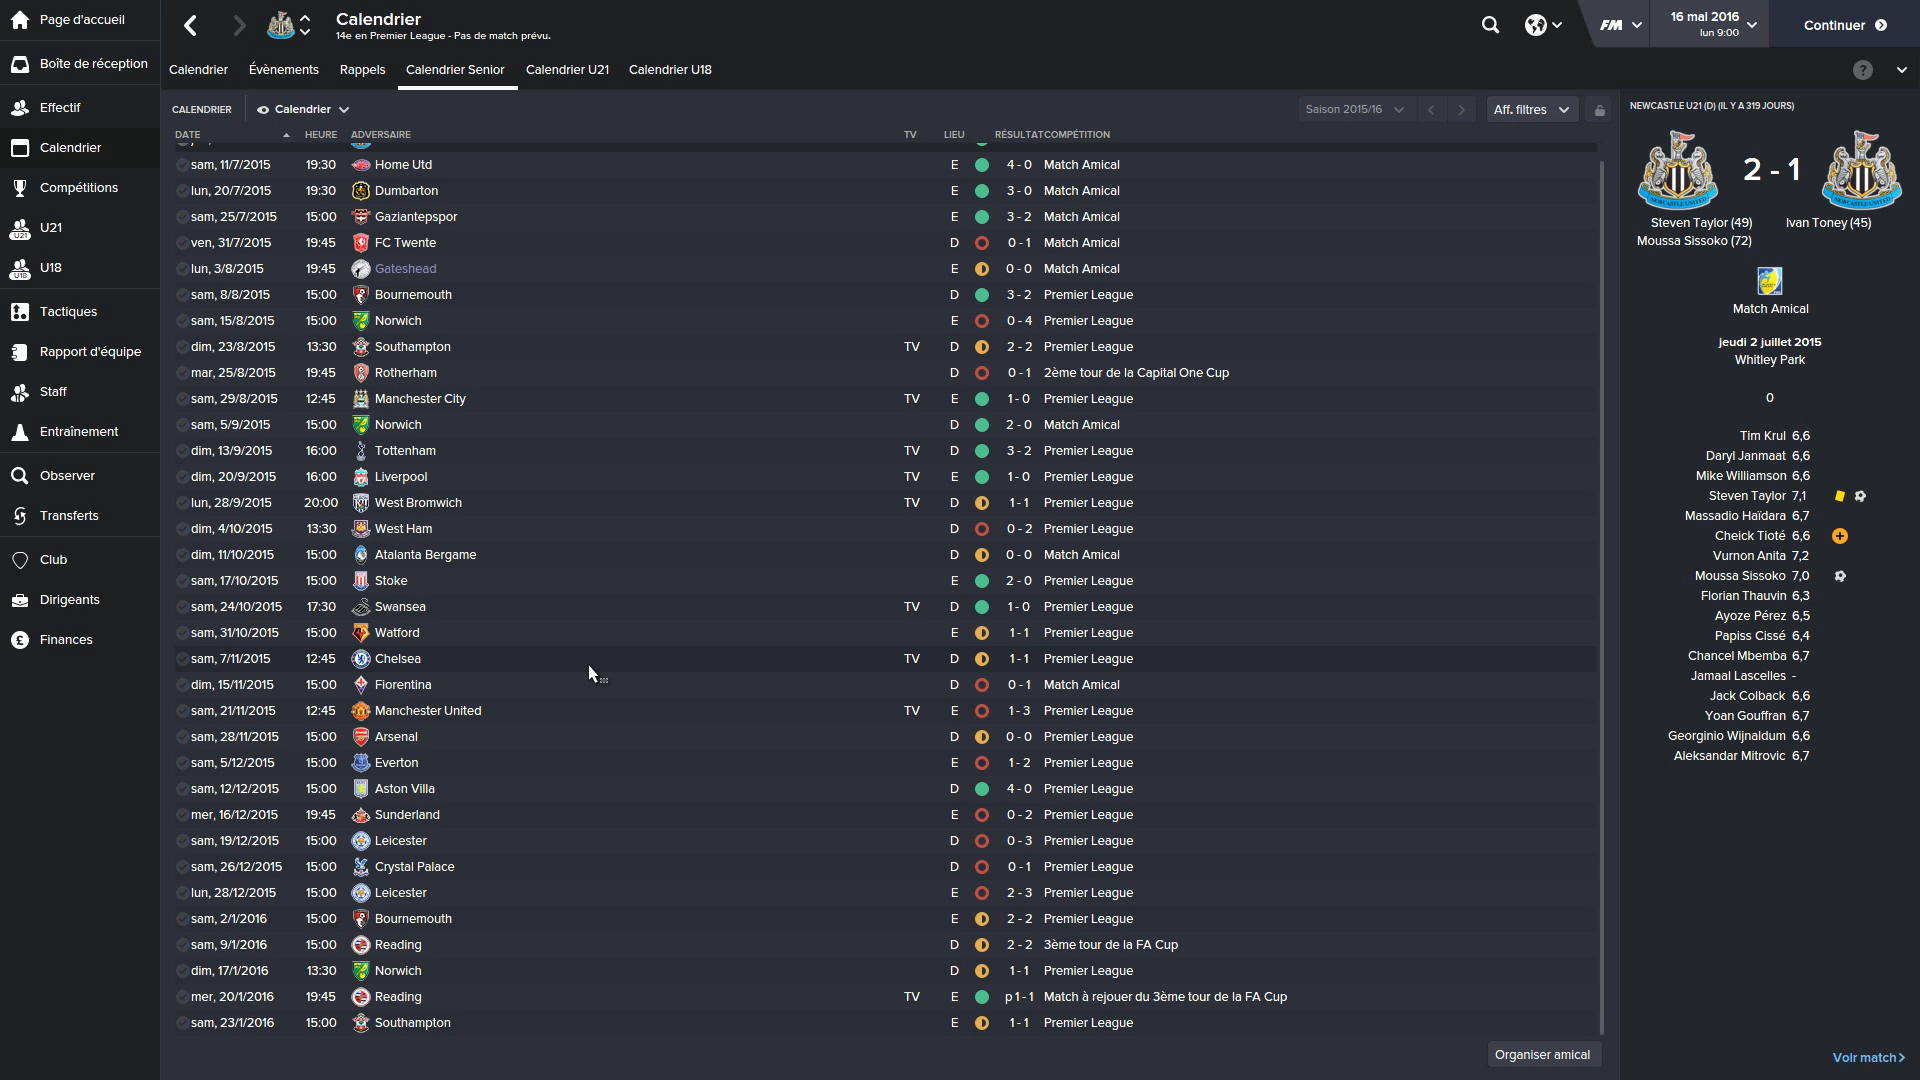 Page d'accueil
Boîte de réception
Effectif
Calendrier
Compétitions
U21
U18
Tactiques
Rapport d'équipe
Staff
Entraînement
Observer
Transferts
Club
Dirigeants
Finances
Calendrier
14e en Premier League - Pas de match prévu.
FM
16 mai 2016
lun 9:00
Continuer
Calendrier Évènements Rappels Calendrier Senior Calendrier U21 Calendrier U18
CALENDRIER Calendrier Saison 2015/16 Aff. filtres
DATE HEURE ADVERSAIRE TV LIEU RÉSULTAT COMPÉTITION
sam, 11/7/2015 19:30 Home Utd E 4 - 0 Match Amical
lun, 20/7/2015 19:30 Dumbarton E 3 - 0 Match Amical
sam, 25/7/2015 15:00 Gaziantepspor E 3 - 2 Match Amical
ven, 31/7/2015 19:45 FC Twente D 0 - 1 Match Amical
lun, 3/8/2015 19:45 Gateshead E 0 - 0 Match Amical
sam, 8/8/2015 15:00 Bournemouth D 3 - 2 Premier League
sam, 15/8/2015 15:00 Norwich E 0 - 4 Premier League
dim, 23/8/2015 13:30 Southampton TV D 2 - 2 Premier League
mar, 25/8/2015 19:45 Rotherham D 0 - 1 2ème tour de la Capital One Cup
sam, 29/8/2015 12:45 Manchester City TV E 1 - 0 Premier League
sam, 5/9/2015 15:00 Norwich D 2 - 0 Match Amical
dim, 13/9/2015 16:00 Tottenham TV D 3 - 2 Premier League
dim, 20/9/2015 16:00 Liverpool TV E 1 - 0 Premier League
lun, 28/9/2015 20:00 West Bromwich TV D 1 - 1 Premier League
dim, 4/10/2015 13:30 West Ham D 0 - 2 Premier League
dim, 11/10/2015 15:00 Atalanta Bergame D 0 - 0 Match Amical
sam, 17/10/2015 15:00 Stoke E 2 - 0 Premier League
sam, 24/10/2015 17:30 Swansea TV D 1 - 0 Premier League
sam, 31/10/2015 15:00 Watford E 1 - 1 Premier League
sam, 7/11/2015 12:45 Chelsea TV D 1 - 1 Premier League
dim, 15/11/2015 15:00 Fiorentina D 0 - 1 Match Amical
sam, 21/11/2015 12:45 Manchester United TV E 1 - 3 Premier League
sam, 28/11/2015 15:00 Arsenal D 0 - 0 Premier League
sam, 5/12/2015 15:00 Everton E 1 - 2 Premier League
sam, 12/12/2015 15:00 Aston Villa D 4 - 0 Premier League
mer, 16/12/2015 19:45 Sunderland E 0 - 2 Premier League
sam, 19/12/2015 15:00 Leicester D 0 - 3 Premier League
sam, 26/12/2015 15:00 Crystal Palace D 0 - 1 Premier League
lun, 28/12/2015 15:00 Leicester E 2 - 3 Premier League
sam, 2/1/2016 15:00 Bournemouth E 2 - 2 Premier League
sam, 9/1/2016 15:00 Reading D 2 - 2 3ème tour de la FA Cup
dim, 17/1/2016 13:30 Norwich D 1 - 1 Premier League
mer, 20/1/2016 19:45 Reading TV E p 1 - 1 Match à rejouer du 3ème tour de la FA Cup
sam, 23/1/2016 15:00 Southampton E 1 - 1 Premier League
Organiser amical
NEWCASTLE U21 (D) (IL Y A 319 JOURS)
2 - 1
Steven Taylor (49) Ivan Toney (45)
Moussa Sissoko (72)
Match Amical
jeudi 2 juillet 2015
Whitley Park
0
Tim Krul 6,6
Daryl Janmaat 6,6
Mike Williamson 6,6
Steven Taylor 7,1
Massadio Haïdara 6,7
Cheick Tioté 6,6
Vurnon Anita 7,2
Moussa Sissoko 7,0
Florian Thauvin 6,3
Ayoze Pérez 6,5
Papiss Cissé 6,4
Chancel Mbemba 6,7
Jamaal Lascelles -
Jack Colback 6,6
Yoan Gouffran 6,7
Georginio Wijnaldum 6,6
Aleksandar Mitrovic 6,7
Voir match